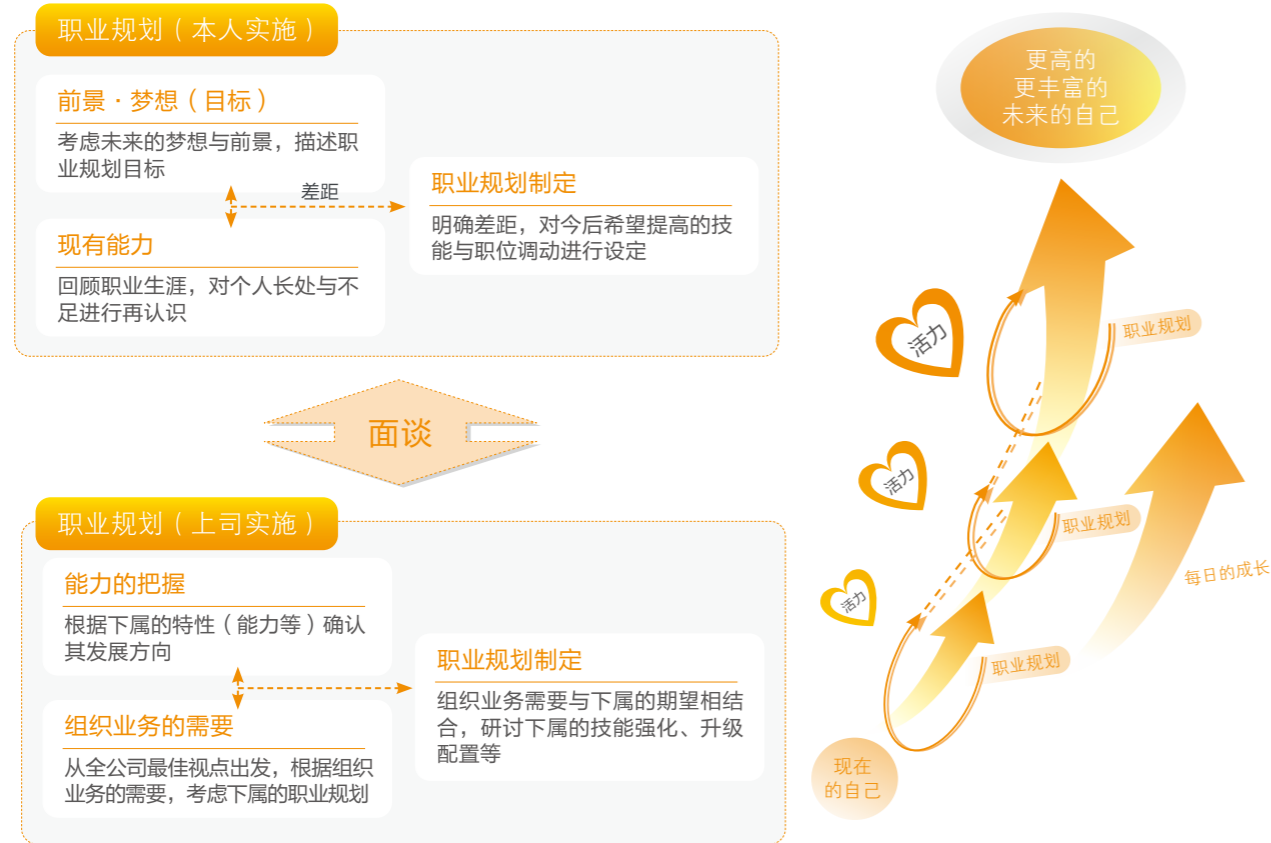 职业规划（本人实施）
前景·梦想（目标）
考虑未来的梦想与前景，描述职
业规划目标
差距
现有能力
回顾职业生涯，对个人长处与不
足进行再认识
职业规划制定
明确差距，对今后希望提高的技
能与职位调动进行设定
面谈
职业规划（上司实施）
能力的把握
根据下属的特性（能力等）确认
其发展方向
组织业务的需要
从全公司最佳视点出发，根据组织
业务的需要，考虑下属的职业规划
职业规划制定
组织业务需要与下属的期望相结
合，研讨下属的技能强化、升级
配置等
更高的
更丰富的
未来的自己
活力
职业规划
活力
职业规划
每日的成长
活力
职业规划
现在
的自己